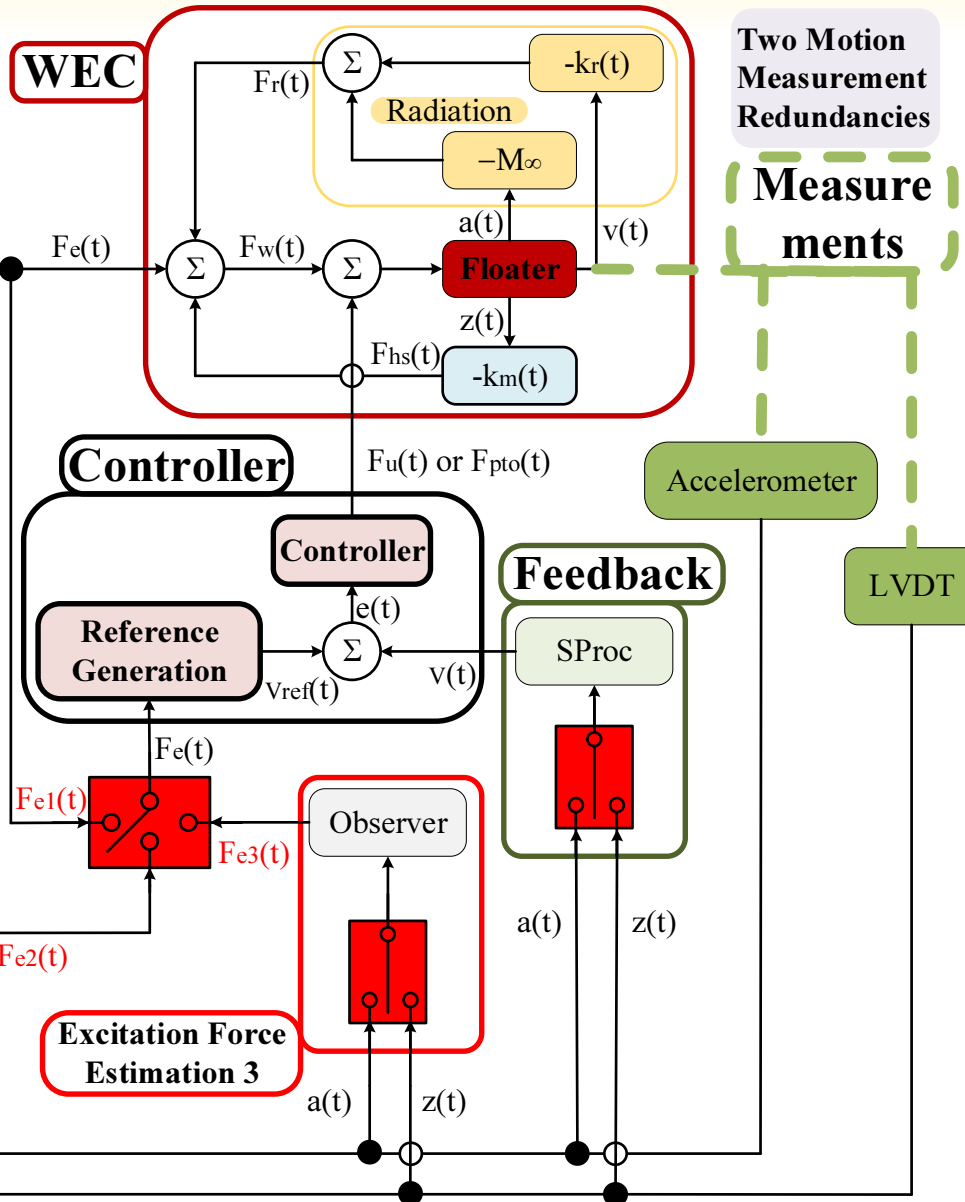 WEC
Fr(t)
Σ
-kr(t)
Radiation
−M∞
Two Motion
Measurement
Redundancies
Measure
ments
a(t)
v(t)
Fe(t)
Σ
Fw(t)
Σ
Floater
z(t)
Fhs(t)
-km(t)
Controller
Fu(t) or Fpto(t)
Accelerometer
Controller
Feedback
LVDT
e(t)
Reference
Generation
Σ
SProc
Vref(t)
v(t)
Fe(t)
Fe1(t)
Observer
Fe3(t)
a(t)
z(t)
Fe2(t)
Excitation Force
Estimation 3
a(t)
z(t)